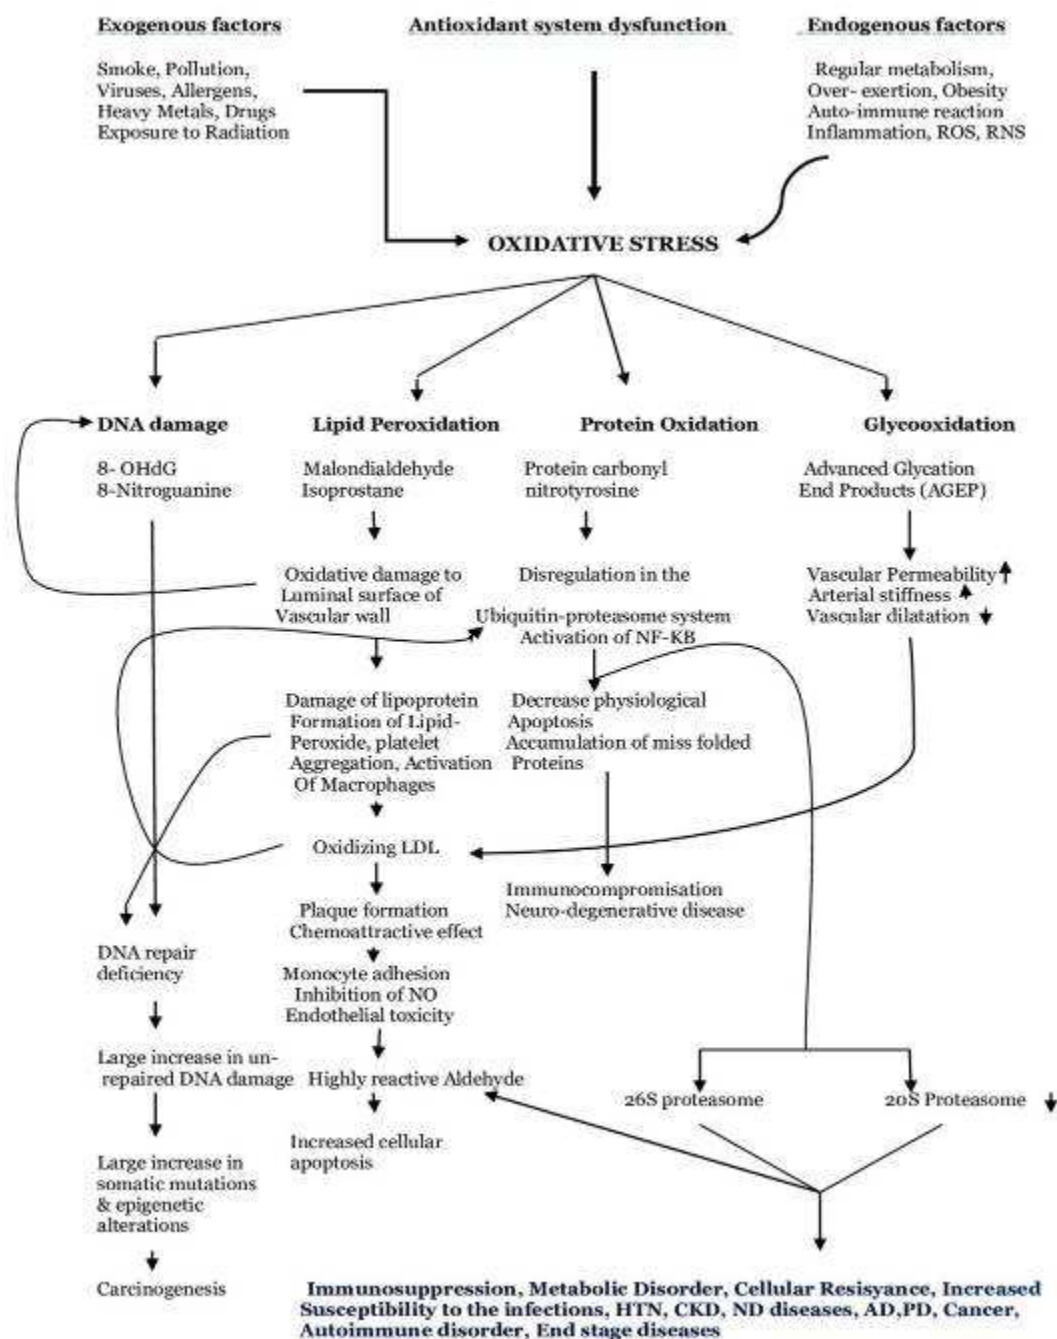 Exogenous factors
Smoke, Pollution,
Viruses, Allergens,
Heavy Metals, Drugs
Exposure to Radiation
Antioxidant system dysfunction
Endogenous factors
Regular metabolism,
Over- exertion, Obesity
Auto-immune reaction
Inflammation, ROS, RNS
OXIDATIVE STRESS
DNA damage
8- OHdG
8-Nitroguanine
DNA repair
deficiency
Large increase in un-
repaired DNA damage
Large increase in
somatic mutations
& epigenetic
alterations
Carcinogenesis
Lipid Peroxidation
Malondialdehyde
Isoprostane
Oxidative damage to
Luminal surface of
Vascular wall
Damage of lipoprotein
Formation of Lipid-
Peroxide, platelet
Aggregation, Activation
Of Macrophages
Oxidizing LDL
Plaque formation
Chemoattractive effect
Monocyte adhesion
Inhibition of NO
Endothelial toxicity
Highly reactive Aldehyde
Increased cellular
apoptosis
Protein Oxidation
Protein carbonyl
nitrotyrosine
Disregulation in the
Ubiquitin-proteasome system
Activation of NF-KB
Decrease physiological
Apoptosis
Accumulation of miss folded
Proteins
Immunocompromisation
Neuro-degenerative disease
Glycooxidation
Advanced Glycation
End Products (AGEP)
Vascular Permeability
Arterial stiffness
Vascular dilatation
26S proteasome
20S Proteasome
Immunosuppression, Metabolic Disorder, Cellular Resisyance, Increased
Susceptibility to the infections, HTN, CKD, ND diseases, AD,PD, Cancer,
Autoimmune disorder, End stage diseases